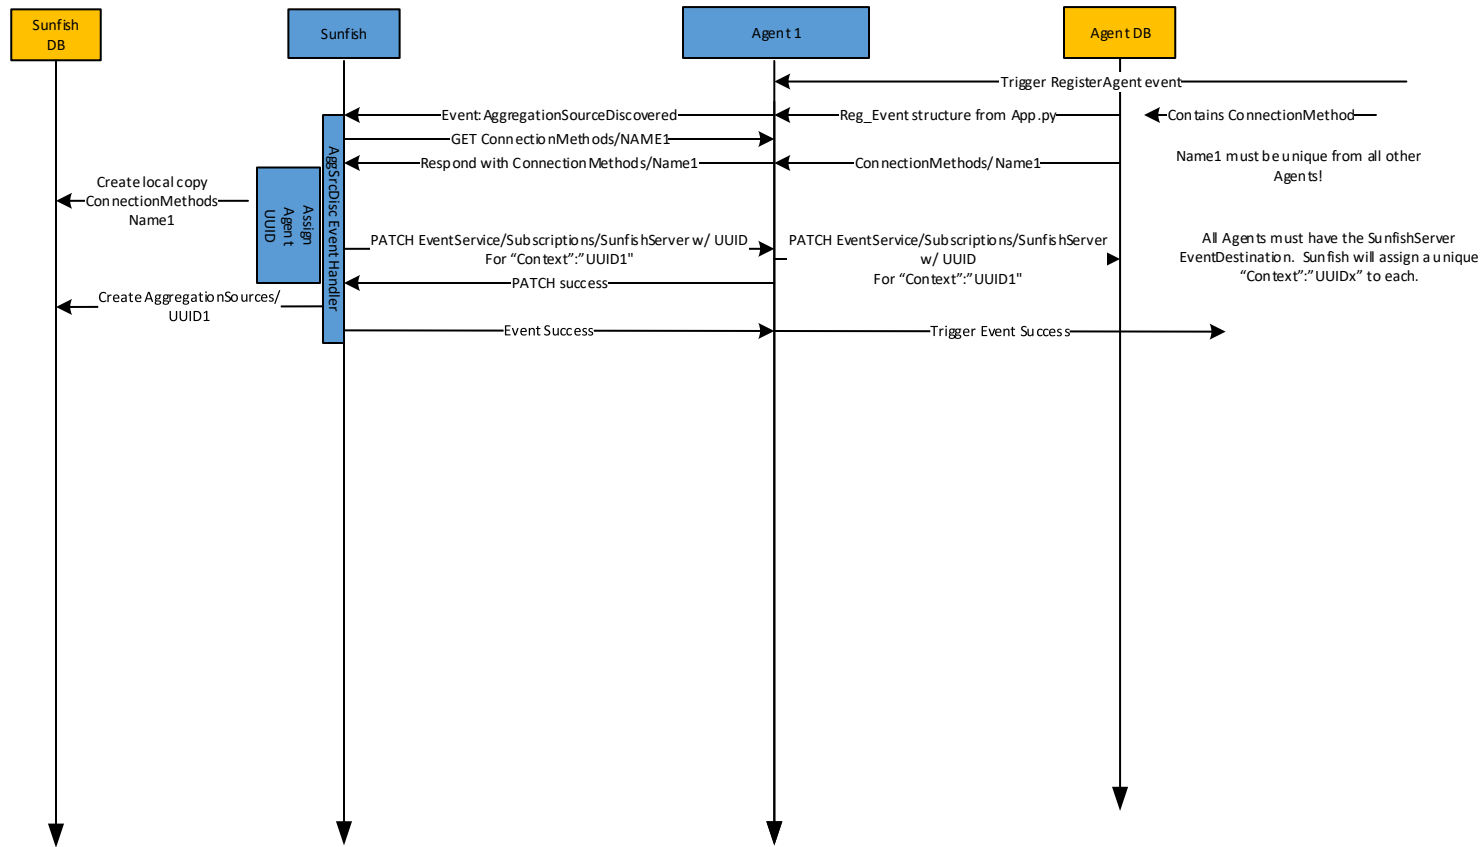 Sunfish
DB
Sunfish
Agent 1
Agent DB
Trigger RegisterAgent event
Event:AggregationSourceDiscovered
Reg_Event structure from App.py
Contains ConnectionMethod
GET ConnectionMethods/NAME1
Respond with ConnectionMethods/Name1
ConnectionMethods/Name1
Name1 must be unique from all other
Agents!
AggSrcDisc Event Handler
Assign
Agent
UUID
Create local copy
ConnectionMethods
Name1
PATCH EventService/Subscriptions/SunfishServer w/ UUID
For “Context":”UUID1"
PATCH EventService/Subscriptions/SunfishServer
w/ UUID
For “Context":”UUID1"
All Agents must have the SunfishServer
EventDestination.  Sunfish will assign a unique
“Context":”UUIDx” to each.
PATCH success
Create AggregationSources/
UUID1
Event Success
Trigger Event Success